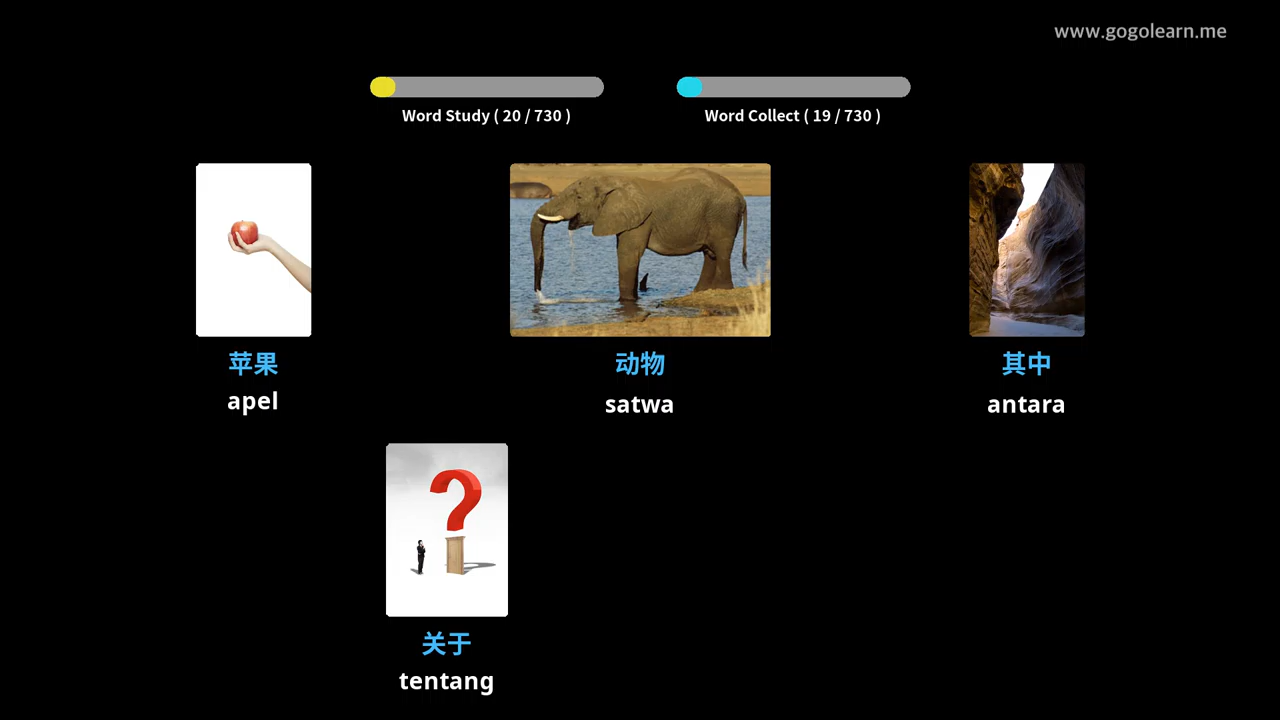 www.gogolearn.me
Word Study ( 20 / 730 )
Word Collect ( 19 / 730 )
苹果
apel
动物
satwa
其中
antara
关于
tentang